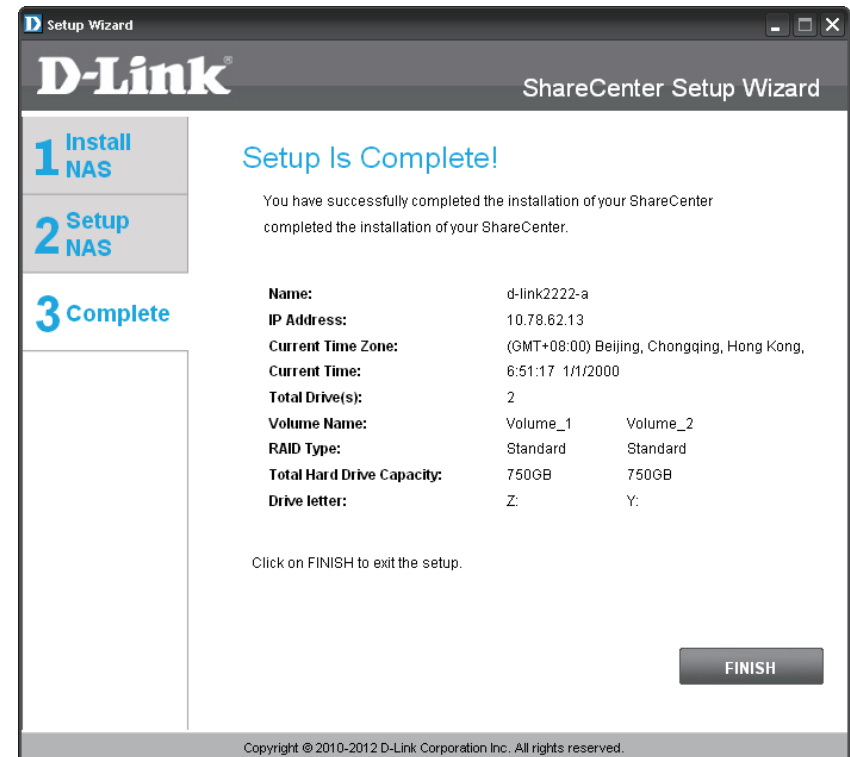 Setup Wizard
D-Link®
ShareCenter Setup Wizard
1 Install NAS
2 Setup NAS
3 Complete
Setup Is Complete!
You have successfully completed the installation of your ShareCenter
completed the installation of your ShareCenter.
Name: d-link2222-a
IP Address: 10.78.62.13
Current Time Zone: (GMT+08:00) Beijing, Chongqing, Hong Kong,
Current Time: 6:51:17 1/1/2000
Total Drive(s): 2
Volume Name: Volume_1 Volume_2
RAID Type: Standard Standard
Total Hard Drive Capacity: 750GB 750GB
Drive letter: Z: Y:
Click on FINISH to exit the setup.
FINISH
Copyright © 2010-2012 D-Link Corporation Inc. All rights reserved.